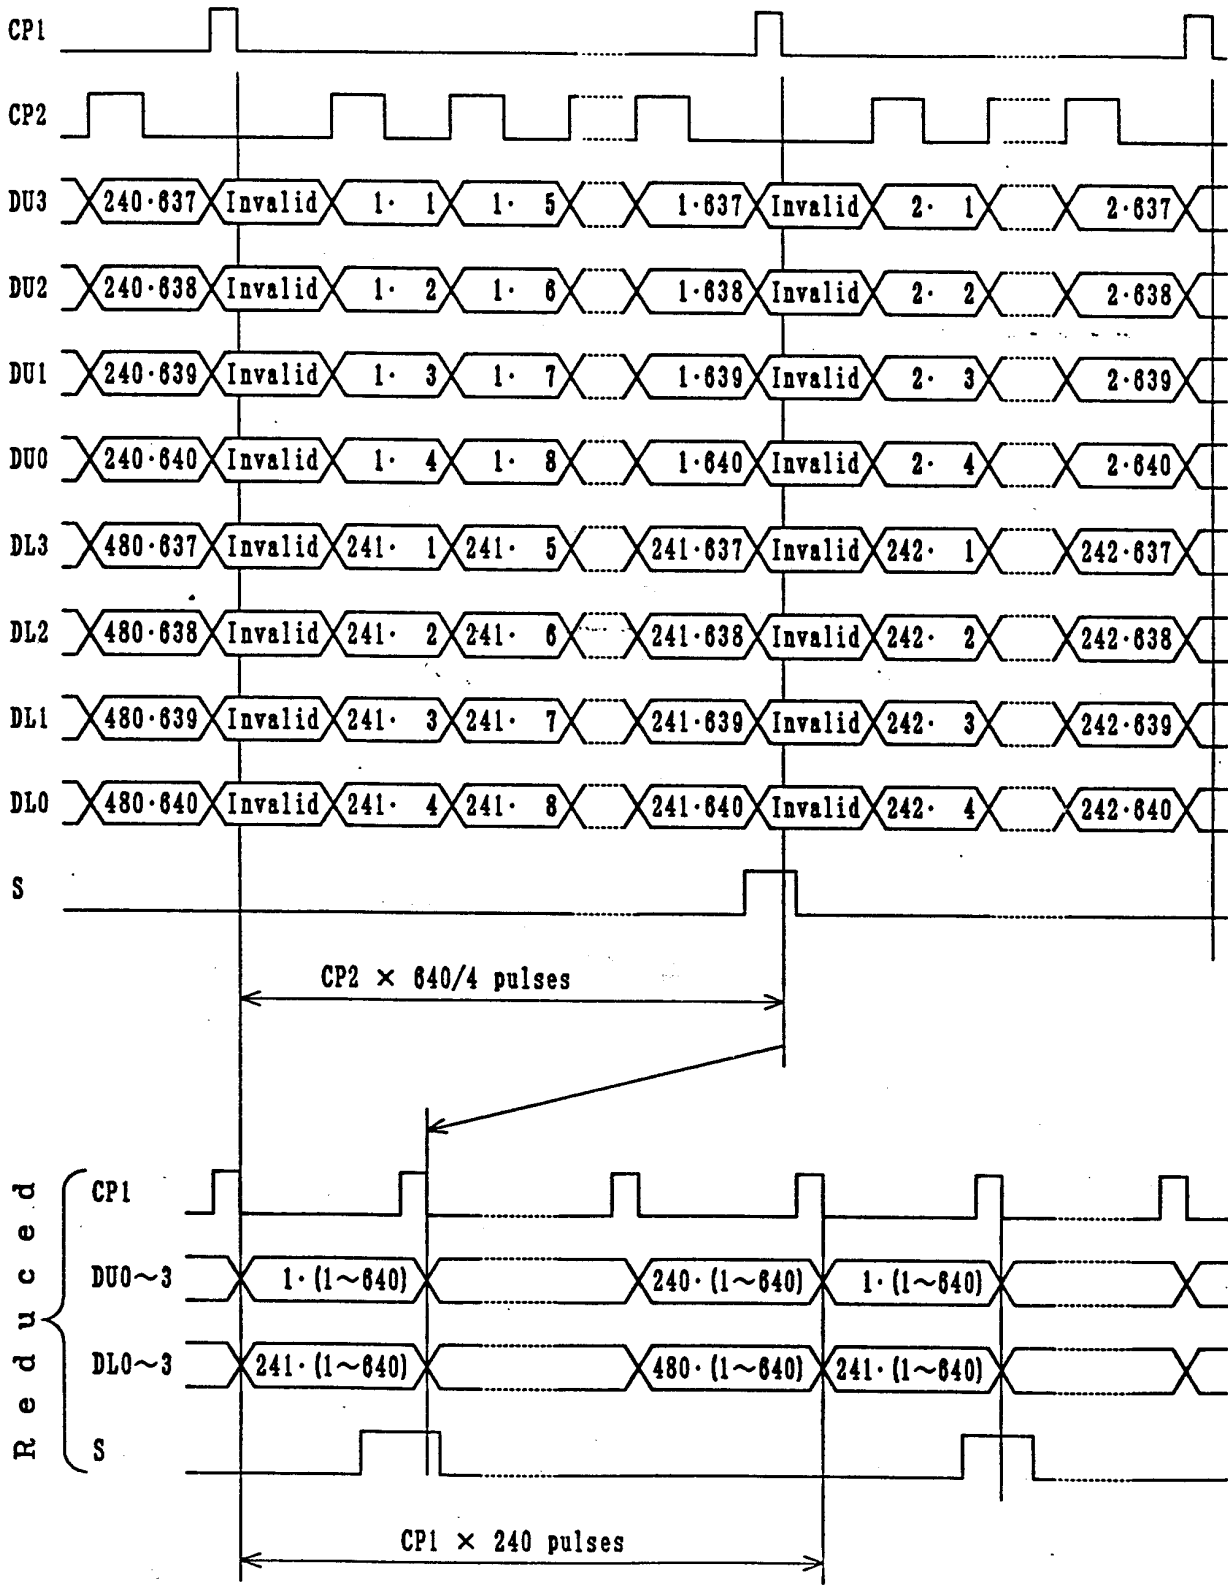 CP1
CP2
DU3 240·637 Invalid 1· 1 1· 5 1·637 Invalid 2· 1 2·637
DU2 240·638 Invalid 1· 2 1· 6 1·638 Invalid 2· 2 2·638
DU1 240·639 Invalid 1· 3 1· 7 1·639 Invalid 2· 3 2·639
DU0 240·640 Invalid 1· 4 1· 8 1·640 Invalid 2· 4 2·640
DL3 480·637 Invalid 241· 1 241· 5 241·637 Invalid 242· 1 242·637
DL2 480·638 Invalid 241· 2 241· 6 241·638 Invalid 242· 2 242·638
DL1 480·639 Invalid 241· 3 241· 7 241·639 Invalid 242· 3 242·639
DL0 480·640 Invalid 241· 4 241· 8 241·640 Invalid 242· 4 242·640
S
CP2 × 640/4 pulses
Reduced
CP1
DU0~3 1·(1~640) 240·(1~640) 1·(1~640)
DL0~3 241·(1~640) 480·(1~640) 241·(1~640)
S
CP1 × 240 pulses